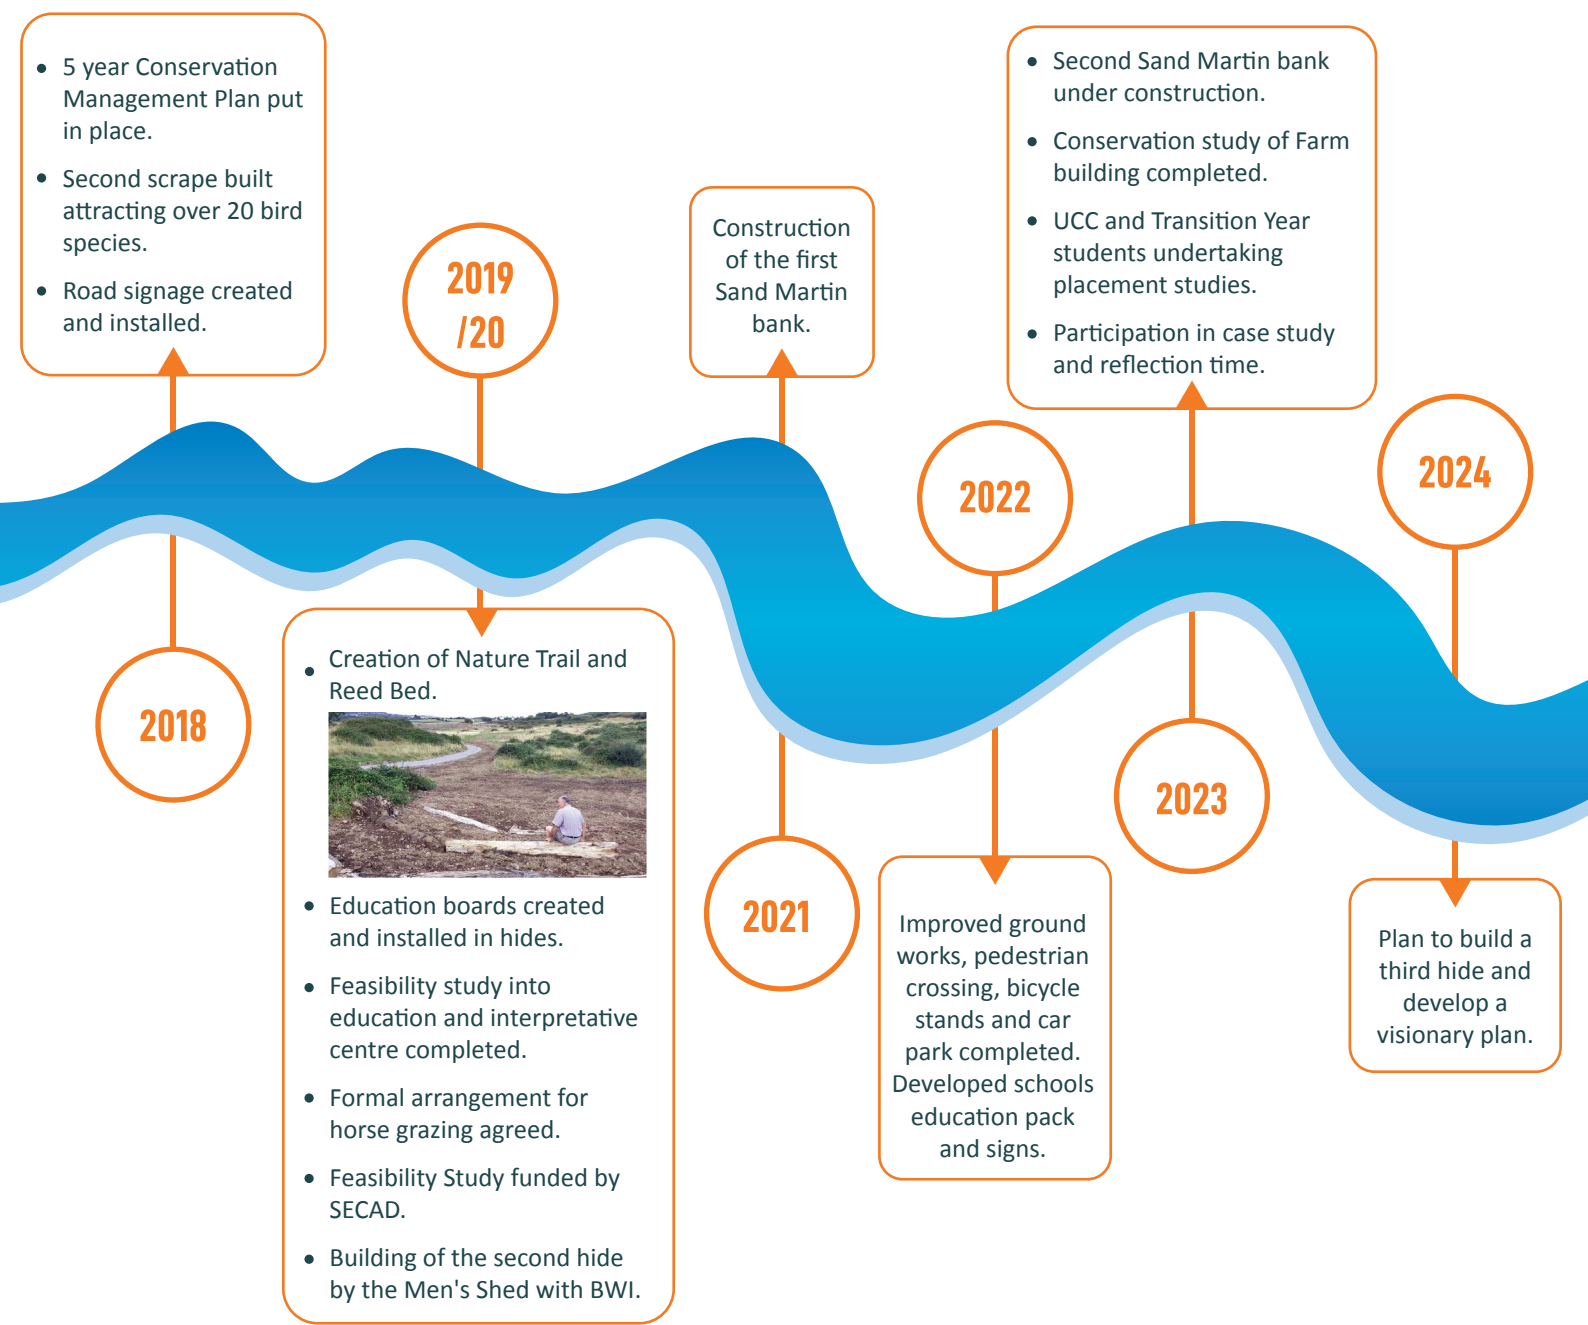 5 year Conservation
Management Plan put
in place.
Second scrape built
attracting over 20 bird
species.
Road signage created
and installed.
2018
2019
/20
Creation of Nature Trail and
Reed Bed.
Education boards created
and installed in hides.
Feasibility study into
education and interpretative
centre completed.
Formal arrangement for
horse grazing agreed.
Feasibility Study funded by
SECAD.
Building of the second hide
by the Men's Shed with BWI.
Construction
of the first
Sand Martin
bank.
2021
2022
Improved ground
works, pedestrian
crossing, bicycle
stands and car
park completed.
Developed schools
education pack
and signs.
Second Sand Martin bank
under construction.
Conservation study of Farm
building completed.
UCC and Transition Year
students undertaking
placement studies.
Participation in case study
and reflection time.
2023
2024
Plan to build a
third hide and
develop a
visionary plan.